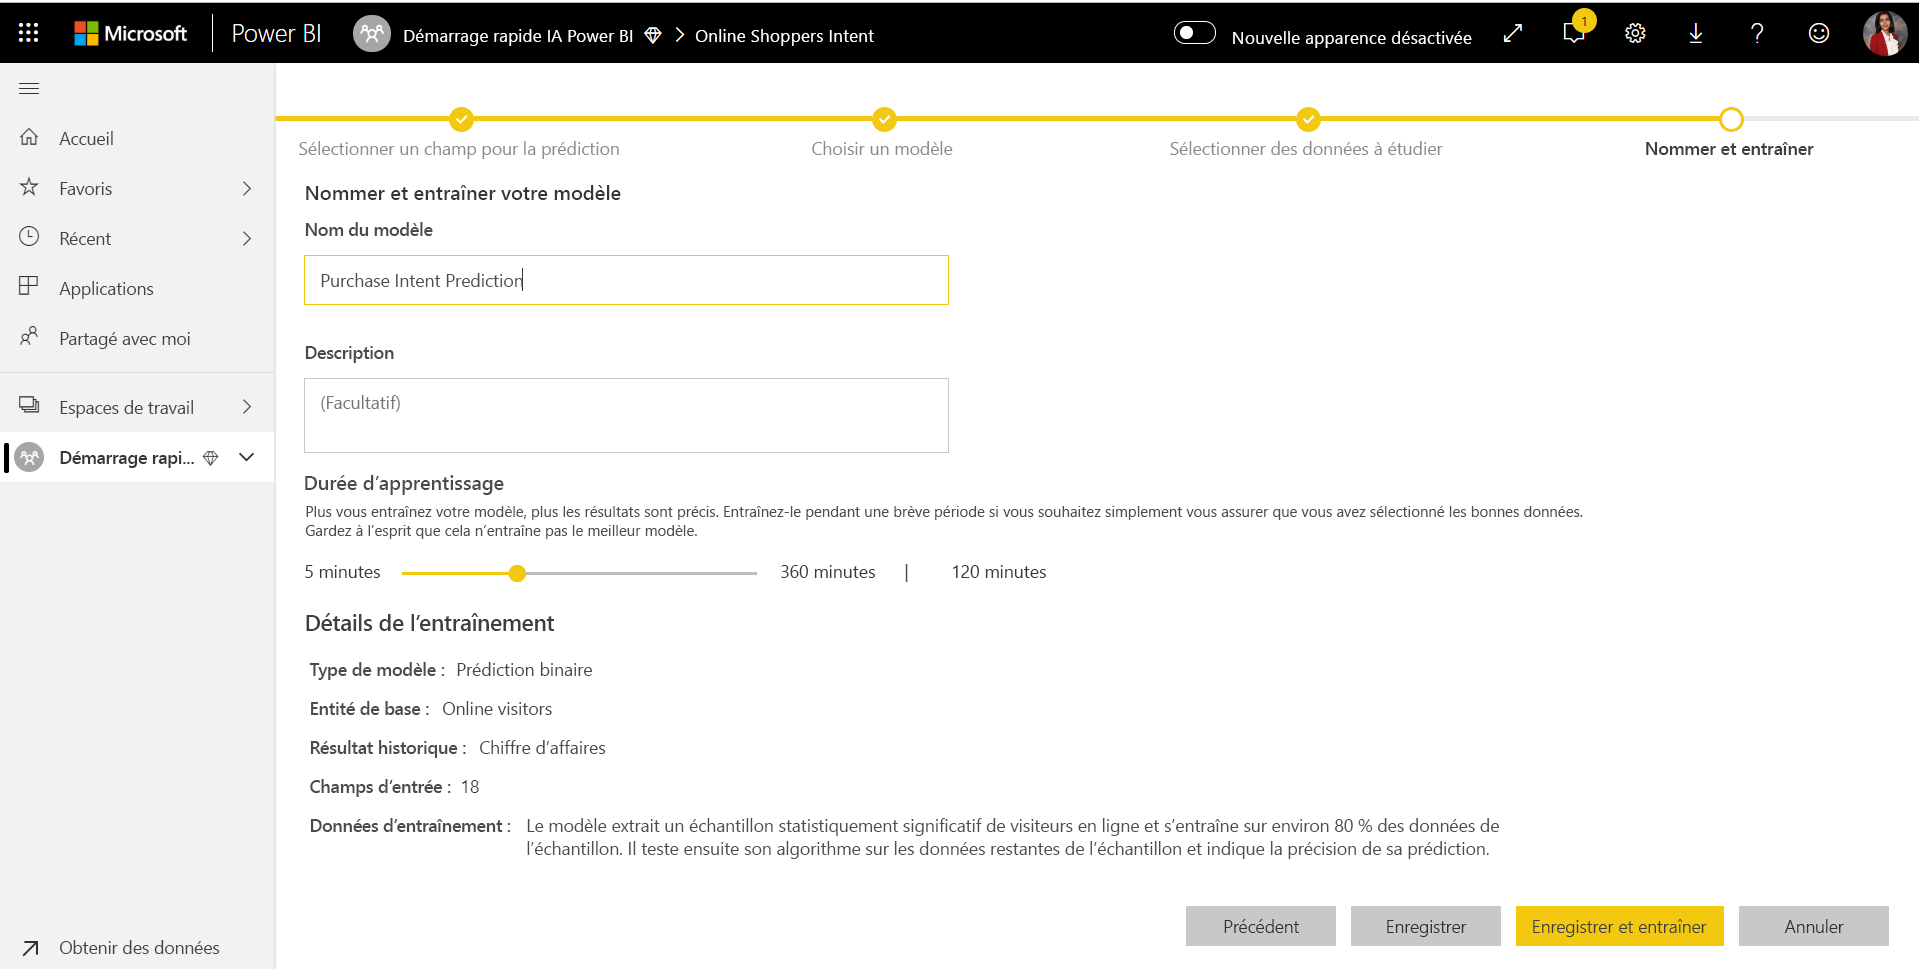 Microsoft Power BI Démarrage rapide IA Power BI > Online Shoppers Intent Nouvelle apparence désactivée 1 ?
Accueil
Favoris
Récent
Applications
Partagé avec moi
Espaces de travail
Démarrage rapi...
Obtenir des données
Sélectionner un champ pour la prédiction Choisir un modèle Sélectionner des données à étudier Nommer et entraîner
Nommer et entraîner votre modèle
Nom du modèle
Purchase Intent Prediction
Description
(Facultatif)
Durée d’apprentissage
Plus vous entraînez votre modèle, plus les résultats sont précis. Entraînez-le pendant une brève période si vous souhaitez simplement vous assurer que vous avez sélectionné les bonnes données.
Gardez à l’esprit que cela n’entraîne pas le meilleur modèle.
5 minutes 360 minutes | 120 minutes
Détails de l’entraînement
Type de modèle : Prédiction binaire
Entité de base : Online visitors
Résultat historique : Chiffre d’affaires
Champs d’entrée : 18
Données d’entraînement : Le modèle extrait un échantillon statistiquement significatif de visiteurs en ligne et s’entraîne sur environ 80 % des données de
l’échantillon. Il teste ensuite son algorithme sur les données restantes de l’échantillon et indique la précision de sa prédiction.
Précédent Enregistrer Enregistrer et entraîner Annuler